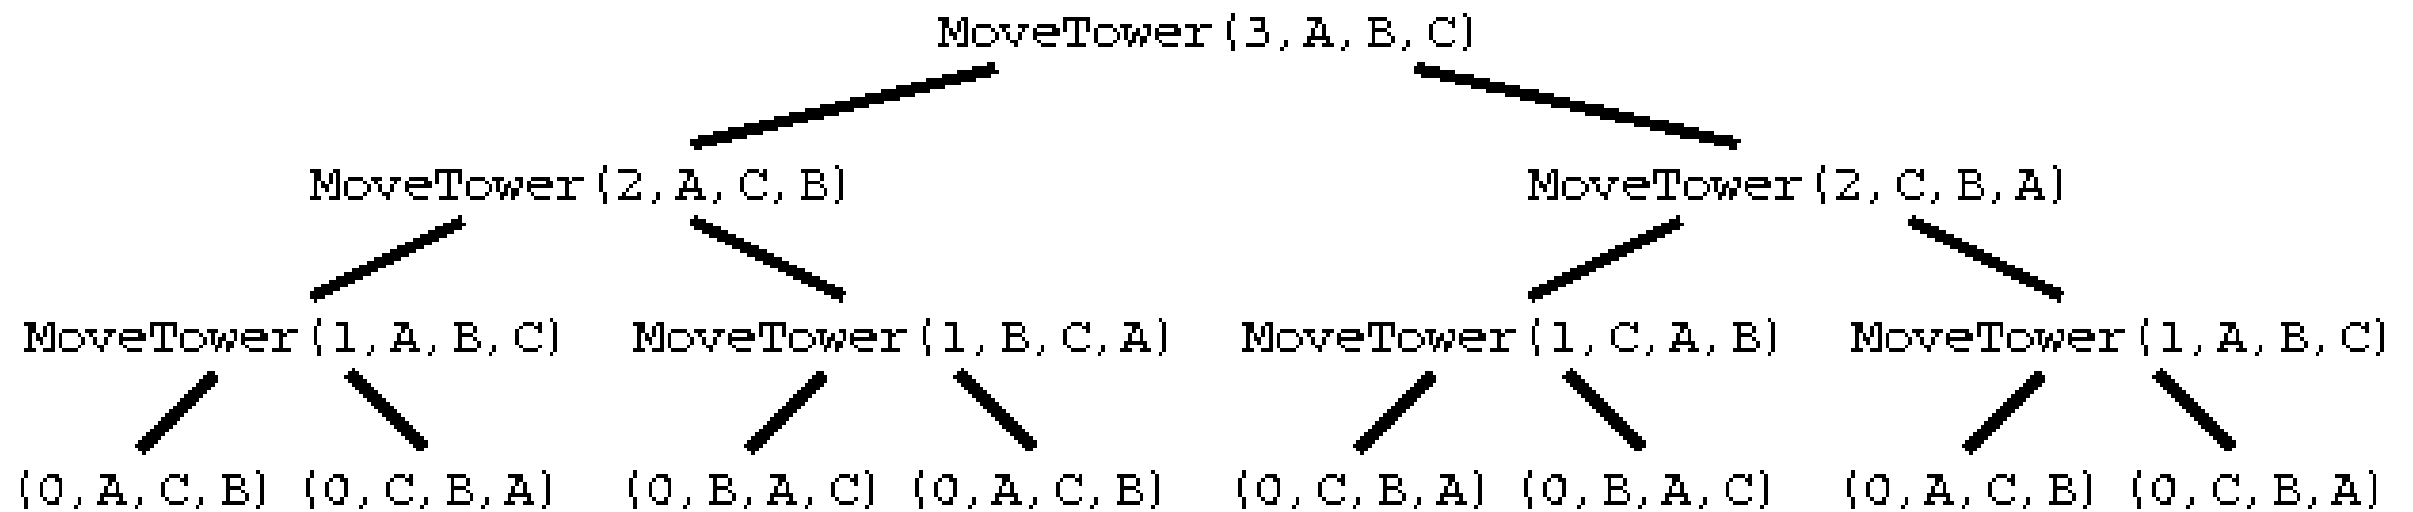 MoveTower(3,A,B,C)
MoveTower(2,A,C,B) MoveTower(2,C,B,A)
MoveTower(1,A,B,C) MoveTower(1,B,C,A) MoveTower(1,C,A,B) MoveTower(1,A,B,C)
(0,A,C,B) (0,C,B,A) (0,B,A,C) (0,A,C,B) (0,C,B,A) (0,B,A,C) (0,A,C,B) (0,C,B,A)